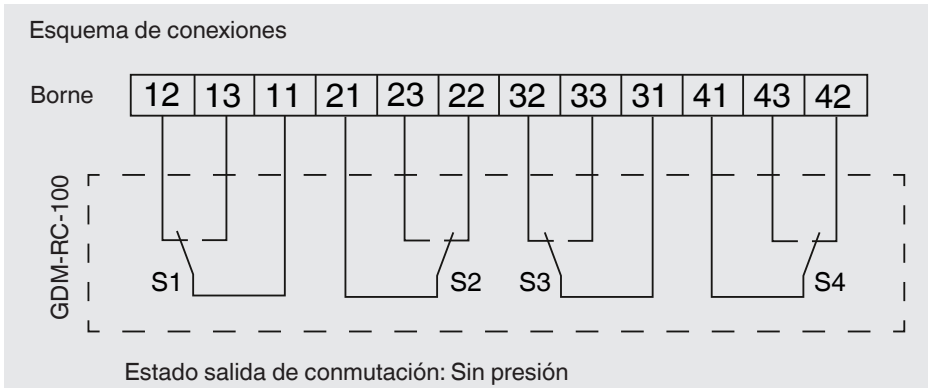 Esquema de conexiones
Borne 12 13 11 21 23 22 32 33 31 41 43 42
GDM-RC-100
S1 S2 S3 S4
Estado salida de conmutación: Sin presión